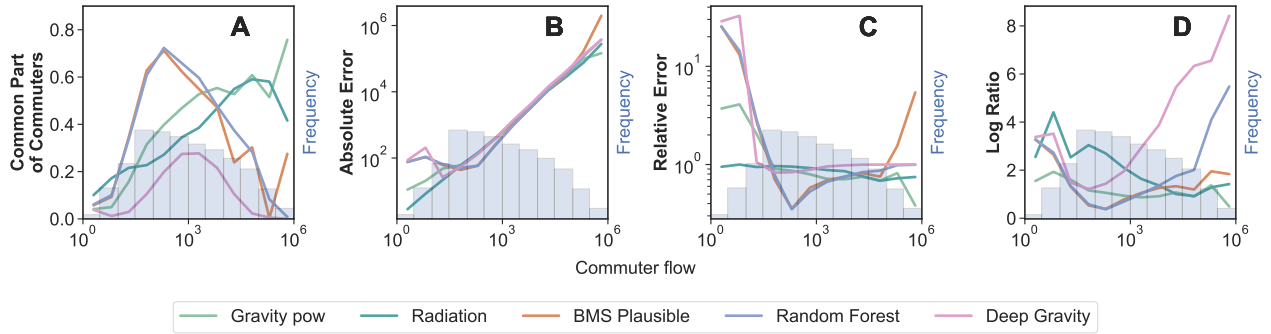 A
B
C
D
Common Part
of Commuters
0.8
0.6
0.4
0.2
0.0
10^0
10^3
10^6
Frequency
Absolute Error
10^6
10^4
10^2
10^0
10^3
10^6
Frequency
Relative Error
10^1
10^0
10^0
10^3
10^6
Frequency
Log Ratio
8
6
4
2
0
10^0
10^3
10^6
Frequency
Commuter flow
Gravity pow
Radiation
BMS Plausible
Random Forest
Deep Gravity